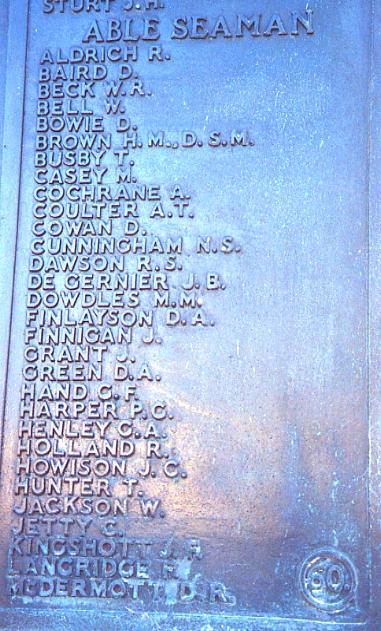 STURT J.H.
ABLE SEAMAN
ALDRICH R.
BAIRD D.
BECK W.R.
BELL W.
BOWIE D.
BROWN H.M., D.S.M.
BUSBY T.
CASEY M.
COCHRANE A.
COULTER A.T.
COWAN D.
CUNNINGHAM N.S.
DAWSON R.S.
DE GERNIER J.B.
DOWDLES M.M.
FINLAYSON D.A.
FINNIGAN J.
GRANT J.
GREEN D.A.
HAND G.F.
HARPER P.C.
HENLEY G.A.
HOLLAND R.
HOWISON J.C.
HUNTER T.
JACKSON W.
JETTY C.
KINGSHOTT J.F.
LANGRIDGE F.
McDERMOTT D.R.
60.